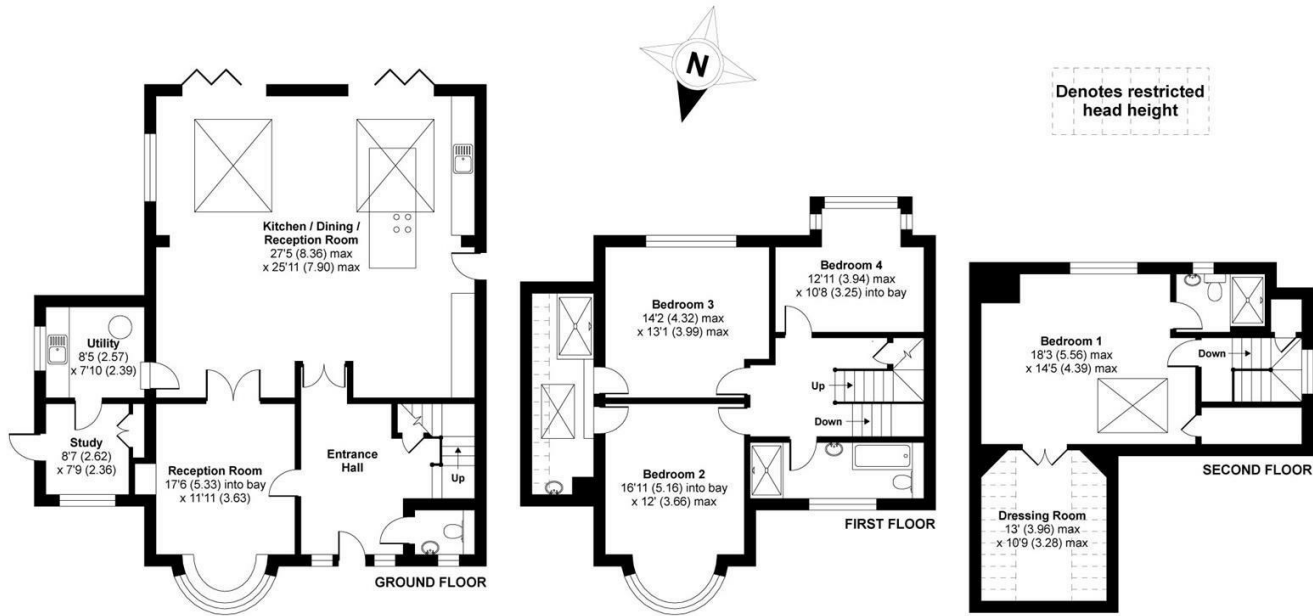 N
Denotes restricted
head height
Kitchen / Dining /
Reception Room
27'5 (8.36) max
x 25'11 (7.90) max
Utility
8'5 (2.57)
x 7'10 (2.39)
Study
8'7 (2.62)
x 7'9 (2.36)
Reception Room
17'6 (5.33) into bay
x 11'11 (3.63)
Entrance
Hall
Up
GROUND FLOOR
Bedroom 3
14'2 (4.32) max
x 13'1 (3.99) max
Bedroom 4
12'11 (3.94) max
x 10'8 (3.25) into bay
Up
Down
Bedroom 2
16'11 (5.16) into bay
x 12' (3.66) max
FIRST FLOOR
Bedroom 1
18'3 (5.56) max
x 14'5 (4.39) max
Down
SECOND FLOOR
Dressing Room
13' (3.96) max
x 10'9 (3.28) max